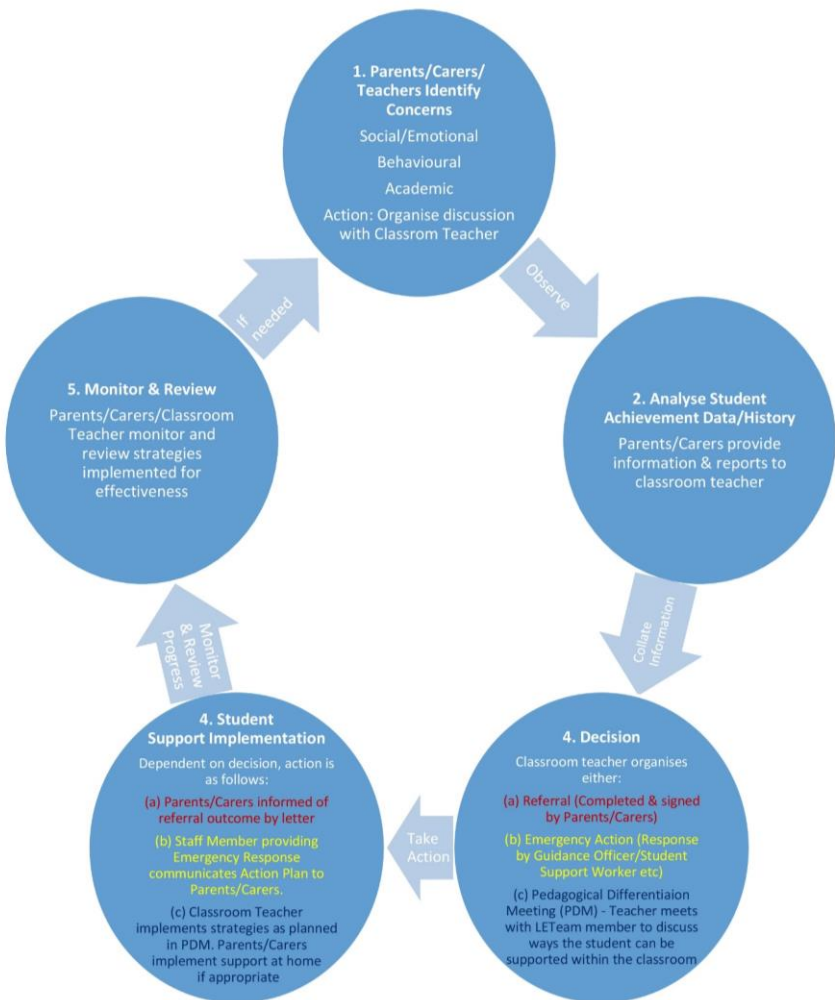 1. Parents/Carers/
Teachers Identify
Concerns
Social/Emotional
Behavioural
Academic
Action: Organise discussion
with Classrom Teacher
Observe
2. Analyse Student
Achievement Data/History
Parents/Carers provide
information & reports to
classroom teacher
Collate
Information
4. Decision
Classroom teacher organises
either:
(a) Referral (Completed & signed
by Parents/Carers)
(b) Emergency Action (Response
by Guidance Officer/Student
Support Worker etc)
(c) Pedagogical Differentiaion
Meeting (PDM) - Teacher meets
with LETeam member to discuss
ways the student can be
supported within the classroom
Take
Action
4. Student
Support Implementation
Dependent on decision, action is
as follows:
(a) Parents/Carers informed of
referral outcome by letter
(b) Staff Member providing
Emergency Response
communicates Action Plan to
Parents/Carers.
(c) Classroom Teacher
implements strategies as planned
in PDM. Parents/Carers
implement support at home
if appropriate
Monitor
& Review
Progress
5. Monitor & Review
Parents/Carers/Classroom
Teacher monitor and
review strategies
implemented for
effectiveness
If
needed